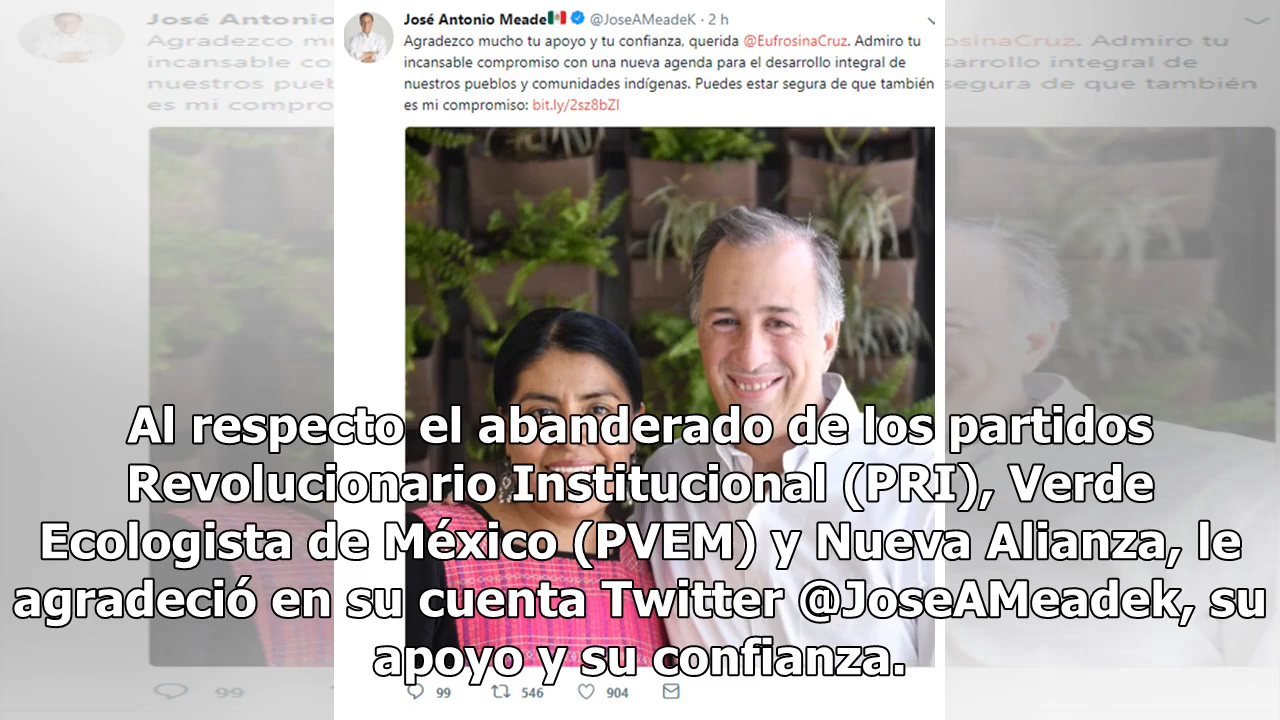 José Antonio Meade @JoseAMeadeK · 2 h
Agradezco mucho tu apoyo y tu confianza, querida @EufrosinaCruz. Admiro tu
incansable compromiso con una nueva agenda para el desarrollo integral de
nuestros pueblos y comunidades indígenas. Puedes estar segura de que también
es mi compromiso: bit.ly/2sz8bZl
Al respecto el abanderado de los partidos
Revolucionario Institucional (PRI), Verde
Ecologista de México (PVEM) y Nueva Alianza, le
agradeció en su cuenta Twitter @JoseAMeadek, su
apoyo y su confianza.
99 546 904